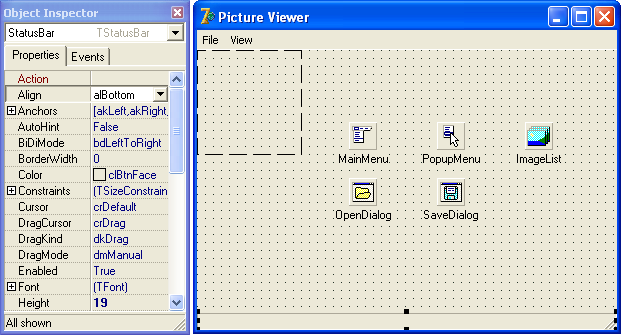 Object Inspector
StatusBar TStatusBar
Properties Events
Action
Align alBottom
Anchors [akLeft,akRight,
AutoHint False
BiDiMode bdLeftToRight
BorderWidth 0
Color clBtnFace
Constraints (TSizeConstrain
Cursor crDefault
DragCursor crDrag
DragKind dkDrag
DragMode dmManual
Enabled True
Font (TFont)
Height 19
All shown
Picture Viewer
File View
MainMenu PopupMenu ImageList
OpenDialog SaveDialog